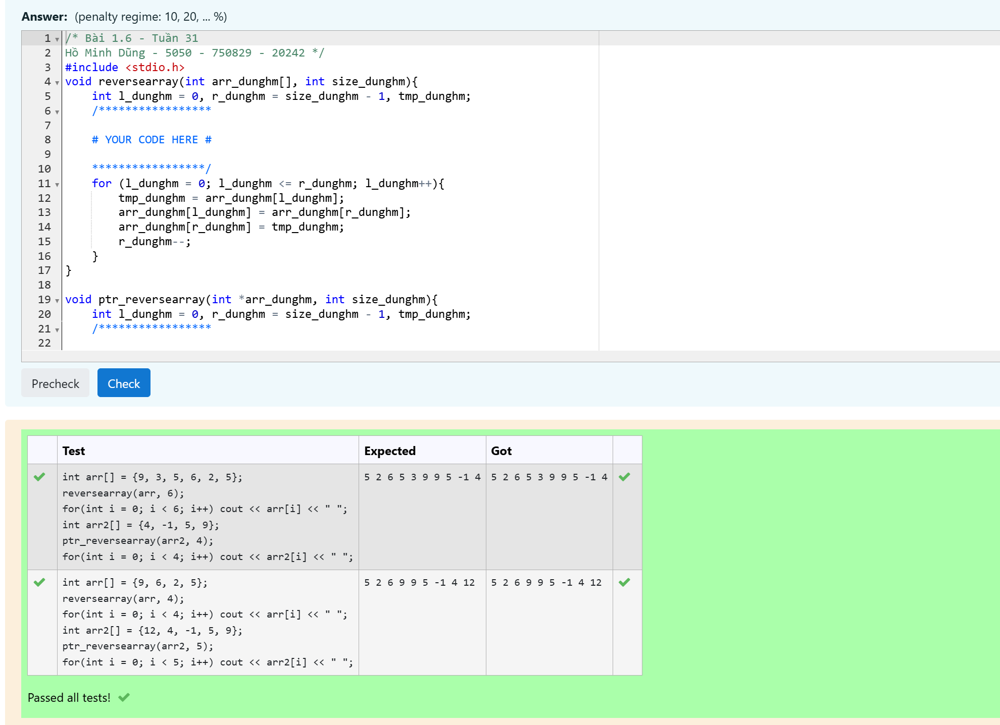 Answer: (penalty regime: 10, 20, ... %)
1 /* Bài 1.6 - Tuần 31
2 Hồ Minh Dũng - 5050 - 750829 - 20242 */
3 #include <stdio.h>
4 void reversearray(int arr_dunghm[], int size_dunghm){
5     int l_dunghm = 0, r_dunghm = size_dunghm - 1, tmp_dunghm;
6     /*****************
7
8     # YOUR CODE HERE #
9
10     *****************/
11     for (l_dunghm = 0; l_dunghm <= r_dunghm; l_dunghm++){
12         tmp_dunghm = arr_dunghm[l_dunghm];
13         arr_dunghm[l_dunghm] = arr_dunghm[r_dunghm];
14         arr_dunghm[r_dunghm] = tmp_dunghm;
15         r_dunghm--;
16     }
17 }
18
19 void ptr_reversearray(int *arr_dunghm, int size_dunghm){
20     int l_dunghm = 0, r_dunghm = size_dunghm - 1, tmp_dunghm;
21     /*****************
22
Precheck Check
Test Expected Got
int arr[] = {9, 3, 5, 6, 2, 5}; 5 2 6 5 3 9 9 5 -1 4 5 2 6 5 3 9 9 5 -1 4
reversearray(arr, 6);
for(int i = 0; i < 6; i++) cout << arr[i] << " ";
int arr2[] = {4, -1, 5, 9};
ptr_reversearray(arr2, 4);
for(int i = 0; i < 4; i++) cout << arr2[i] << " ";
int arr[] = {9, 6, 2, 5}; 5 2 6 9 9 5 -1 4 12 5 2 6 9 9 5 -1 4 12
reversearray(arr, 4);
for(int i = 0; i < 4; i++) cout << arr[i] << " ";
int arr2[] = {12, 4, -1, 5, 9};
ptr_reversearray(arr2, 5);
for(int i = 0; i < 5; i++) cout << arr2[i] << " ";
Passed all tests!